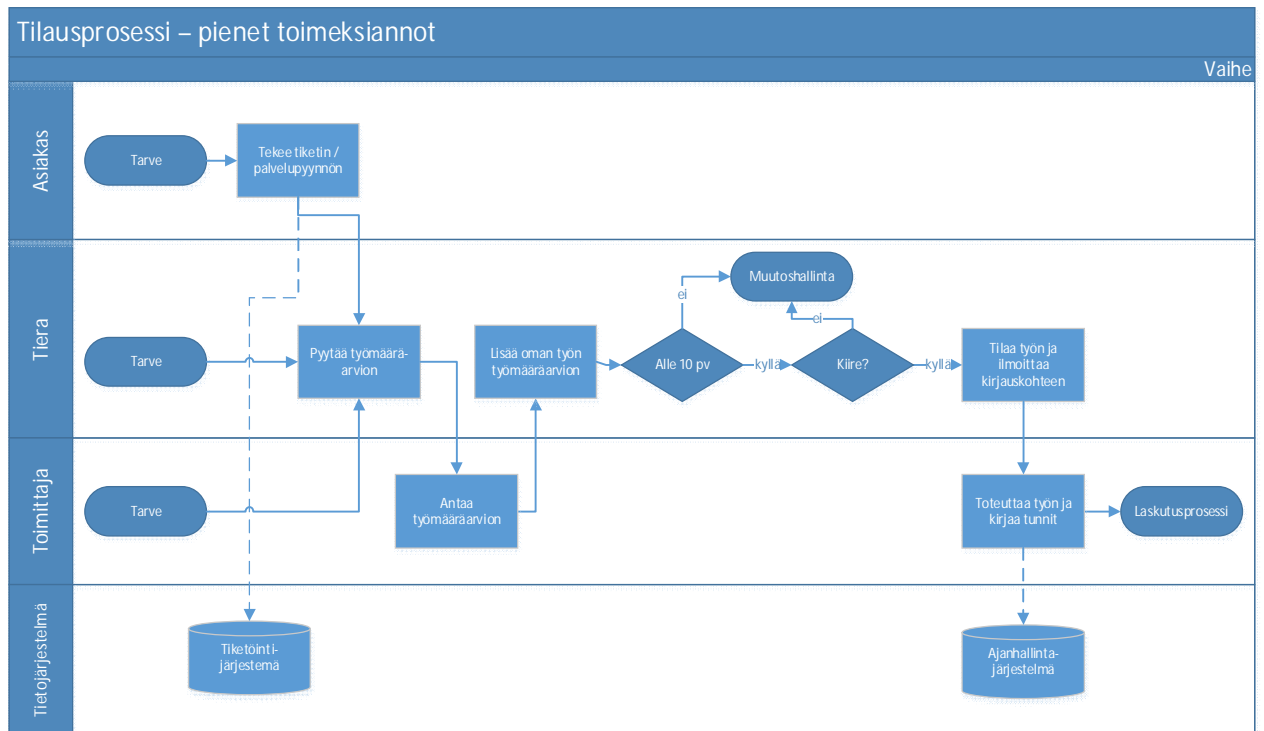 Tilausprosessi – pienet toimeksiannot
Vaihe
Asiakas
Tarve
Tekee tiketin /
palvelupyynnön
Tiera
Tarve
Pyytää työmäärä-
arvion
Lisää oman työn
työmääräarvion
Alle 10 pv
ei
kyllä
Muutoshallinta
Kiire?
ei
kyllä
Tilaa työn ja
ilmoittaa
kirjauskohteen
Toimittaja
Tarve
Antaa
työmääräarvion
Toteuttaa työn ja
kirjaa tunnit
Laskutusprosessi
Tietojärjestelmä
Tiketöinti-
järjestemä
Ajanhallinta-
järjestelmä